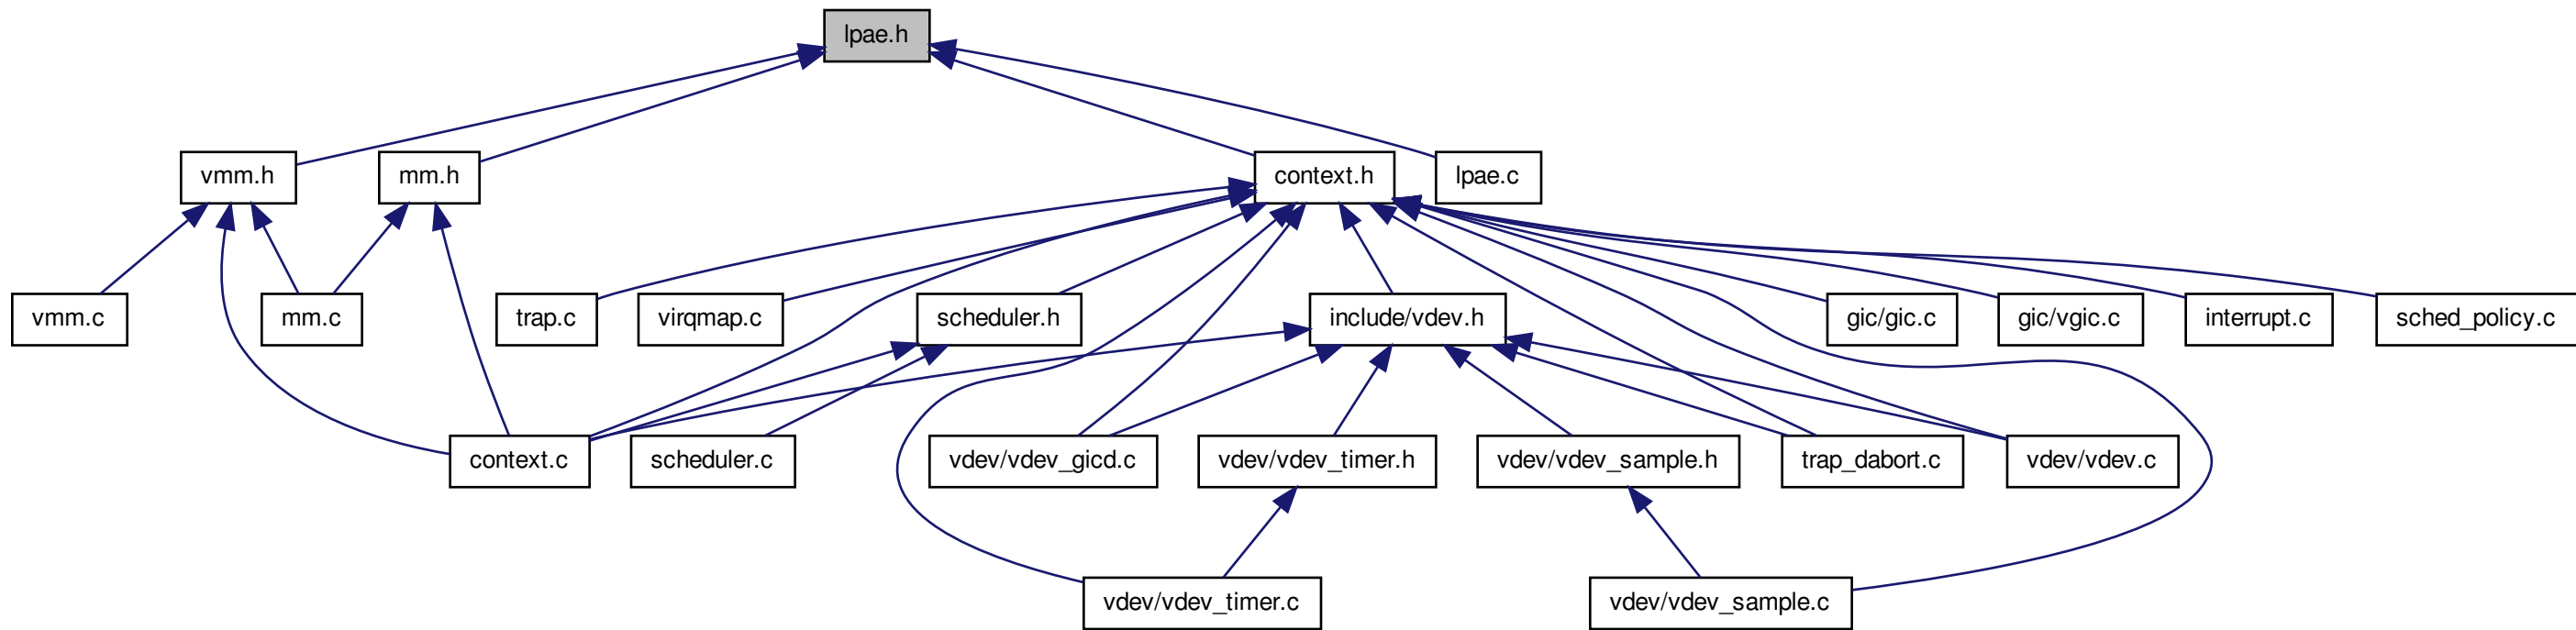 lpae.h
vmm.h
mm.h
context.h
lpae.c
vmm.c
mm.c
trap.c
virqmap.c
scheduler.h
include/vdev.h
gic/gic.c
gic/vgic.c
interrupt.c
sched_policy.c
context.c
scheduler.c
vdev/vdev_gicd.c
vdev/vdev_timer.h
vdev/vdev_sample.h
trap_dabort.c
vdev/vdev.c
vdev/vdev_timer.c
vdev/vdev_sample.c